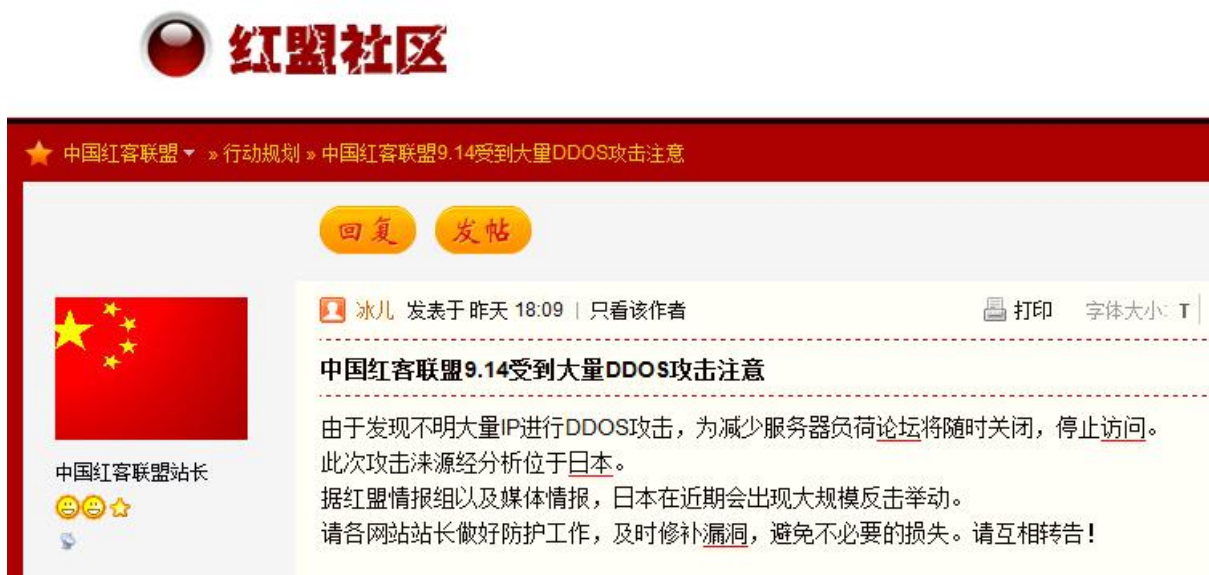 红盟社区
中国红客联盟 » 行动规划 » 中国红客联盟9.14受到大量DDOS攻击注意
回复 发帖
冰儿 发表于 昨天 18:09 | 只看该作者 打印 字体大小: T
中国红客联盟9.14受到大量DDOS攻击注意
由于发现不明大量IP进行DDOS攻击，为减少服务器负荷论坛将随时关闭，停止访问。
此次攻击涞源经分析位于日本。
据红盟情报组以及媒体情报，日本在近期会出现大规模反击举动。
请各网站站长做好防护工作，及时修补漏洞，避免不必要的损失。请互相转告！
中国红客联盟站长